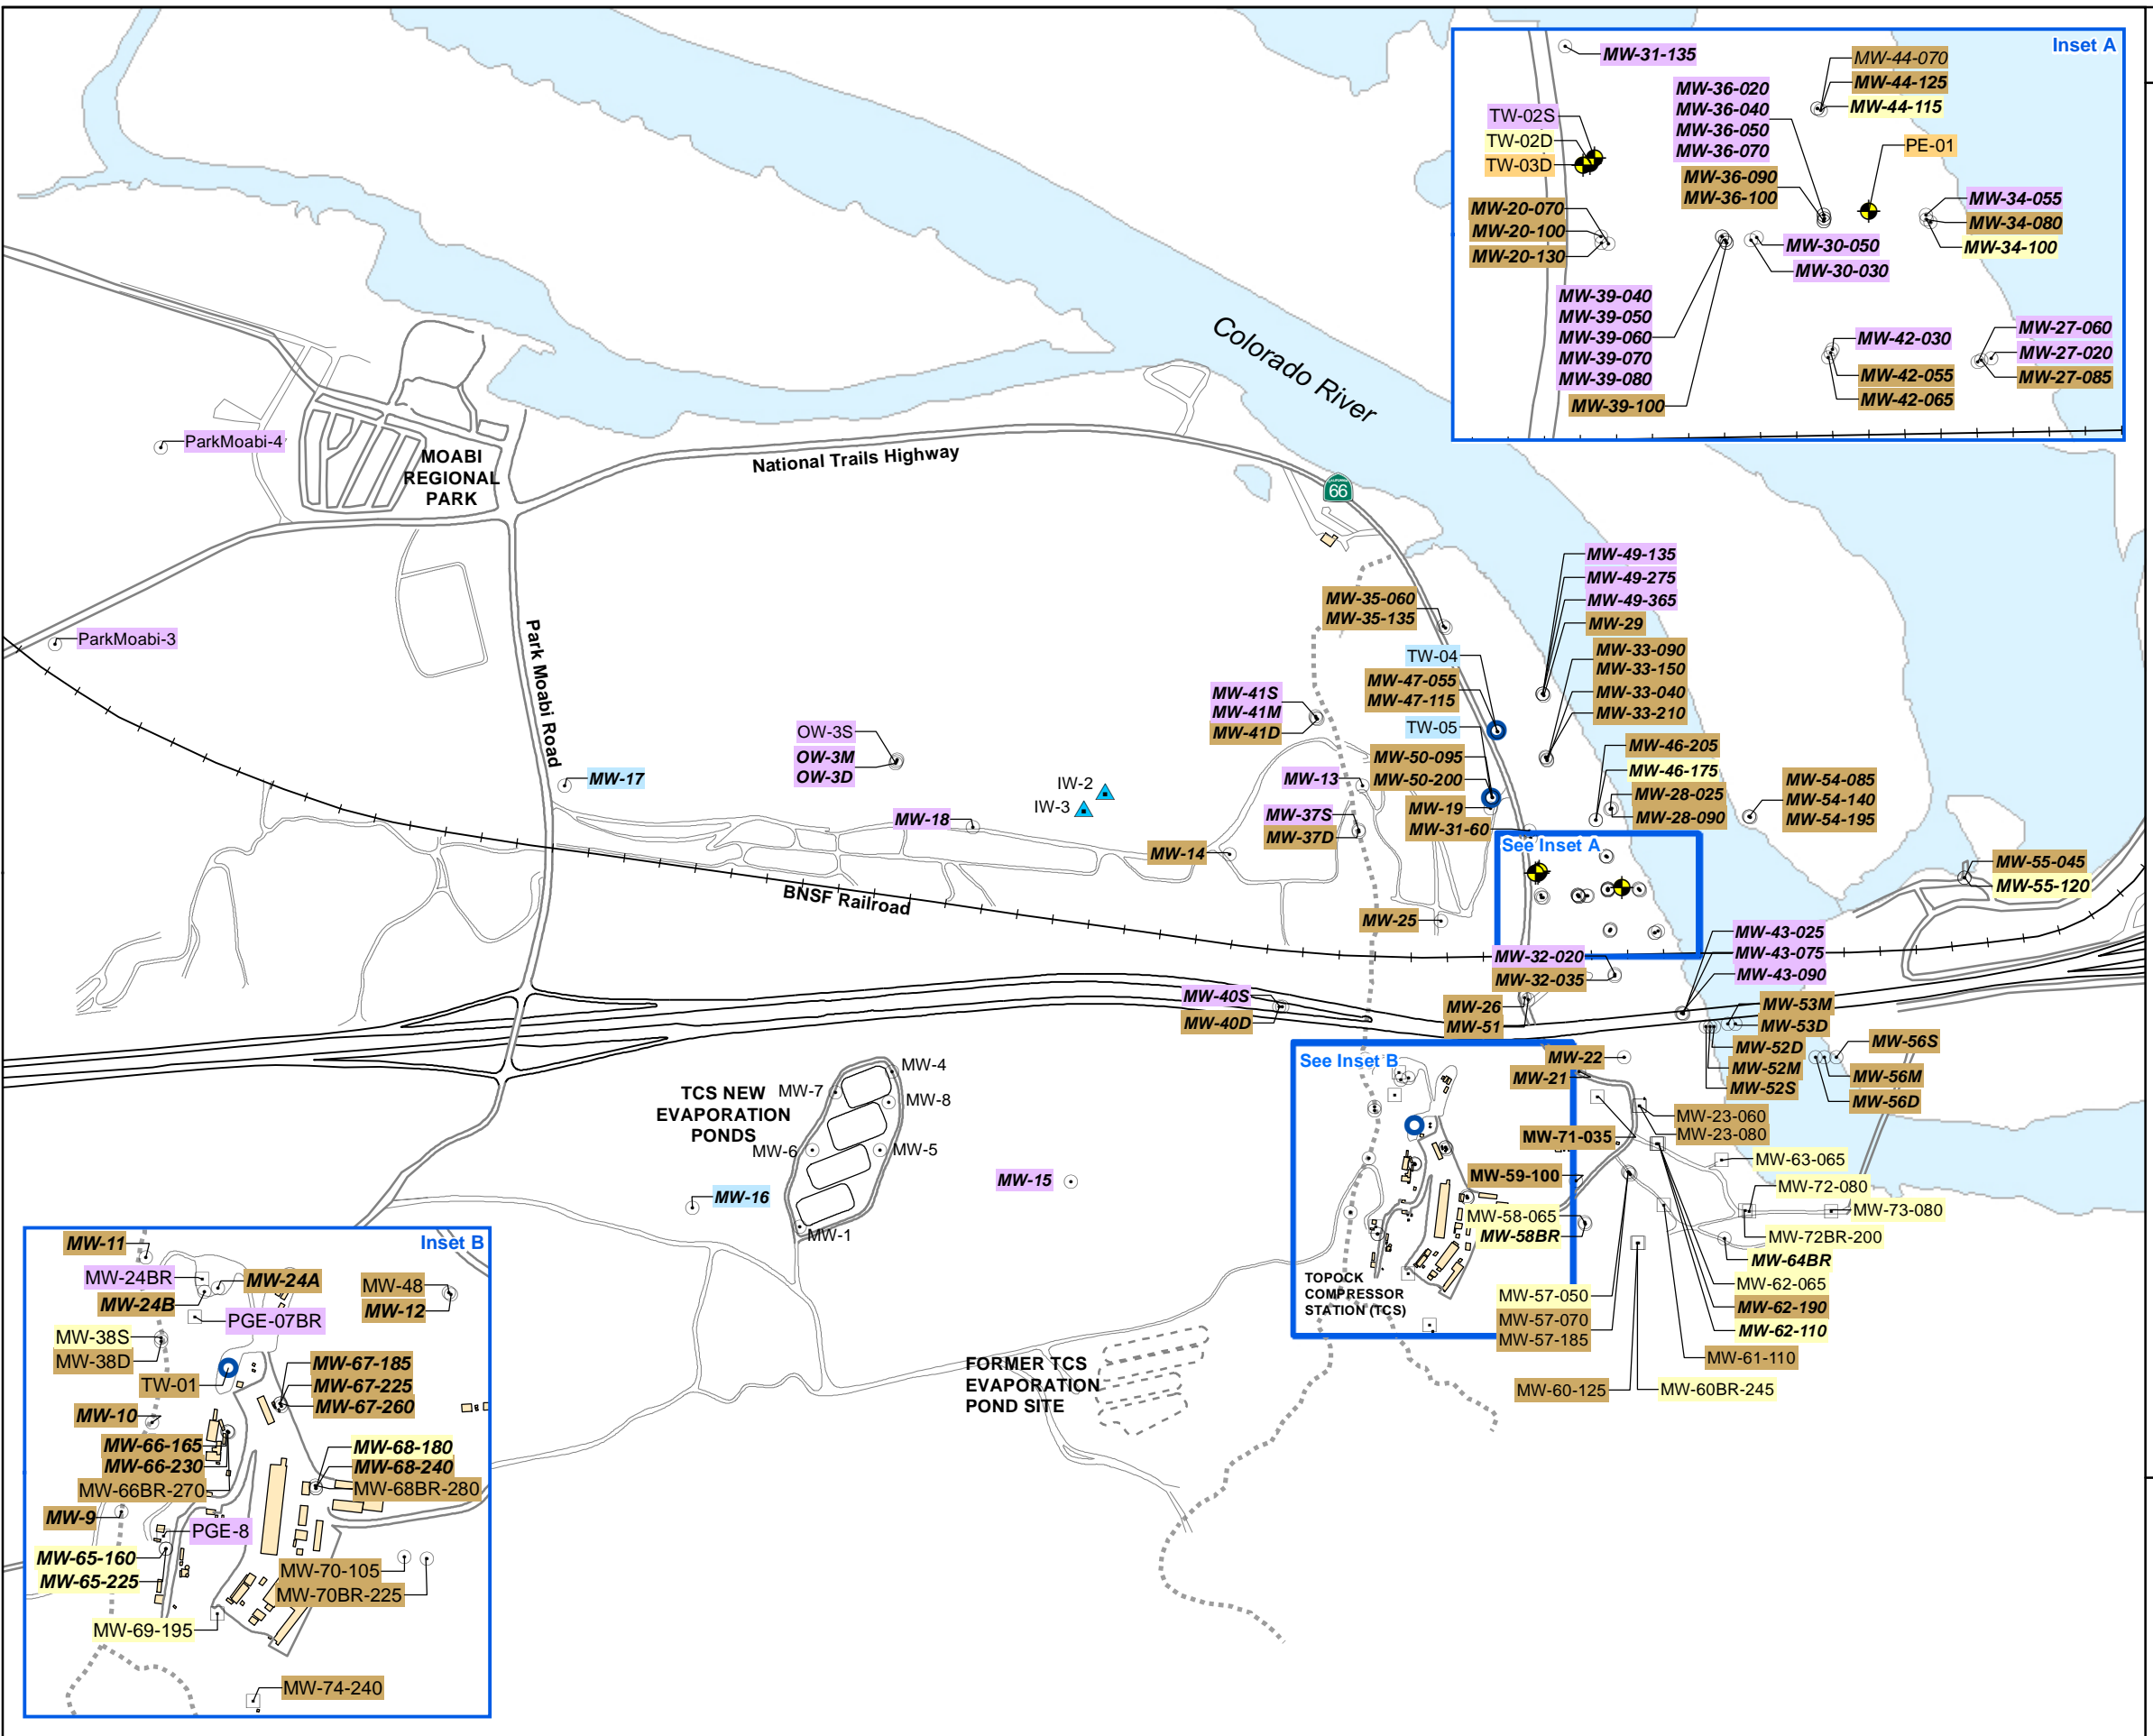 Inset A
MW-31-135
MW-44-070
MW-44-125
MW-44-115
MW-36-020
MW-36-040
MW-36-050
MW-36-070
TW-02S
TW-02D
TW-03D
PE-01
MW-36-090
MW-36-100
MW-34-055
MW-34-080
MW-34-100
MW-20-070
MW-20-100
MW-20-130
MW-30-050
MW-30-030
MW-39-040
MW-39-050
MW-39-060
MW-39-070
MW-39-080
MW-39-100
MW-42-030
MW-42-055
MW-42-065
MW-27-060
MW-27-020
MW-27-085
Colorado River
National Trails Highway
CALIFORNIA
66
ParkMoabi-4
MOABI
REGIONAL
PARK
ParkMoabi-3
Park Moabi Road
MW-49-135
MW-49-275
MW-49-365
MW-29
MW-33-090
MW-33-150
MW-33-040
MW-33-210
MW-35-060
MW-35-135
TW-04
MW-47-055
MW-47-115
TW-05
MW-41S
MW-41M
MW-41D
MW-50-095
MW-50-200
MW-46-205
MW-46-175
MW-28-025
MW-28-090
MW-54-085
MW-54-140
MW-54-195
OW-3S
OW-3M
OW-3D
MW-17
IW-2
IW-3
MW-13
MW-18
MW-37S
MW-37D
MW-19
MW-31-60
MW-14
See Inset A
MW-55-045
MW-55-120
BNSF Railroad
MW-25
MW-43-025
MW-43-075
MW-43-090
MW-32-020
MW-32-035
MW-40S
MW-40D
MW-26
MW-51
MW-53M
MW-53D
MW-52D
MW-52M
MW-52S
MW-56S
MW-56M
MW-56D
See Inset B
MW-22
MW-21
MW-4
MW-7
MW-8
TCS NEW
EVAPORATION
PONDS
MW-6
MW-5
MW-1
MW-16
MW-15
MW-23-060
MW-23-080
MW-71-035
MW-63-065
MW-59-100
MW-72-080
MW-58-065
MW-73-080
MW-58BR
MW-72BR-200
MW-64BR
MW-62-065
MW-62-190
MW-62-110
TOPOCK
COMPRESSOR
STATION (TCS)
MW-57-050
MW-57-070
MW-57-185
MW-61-110
MW-60-125
MW-60BR-245
FORMER TCS
EVAPORATION
POND SITE
Inset B
MW-11
MW-24BR
MW-24A
MW-24B
MW-48
MW-12
PGE-07BR
MW-38S
MW-38D
TW-01
MW-67-185
MW-67-225
MW-67-260
MW-10
MW-66-165
MW-66-230
MW-66BR-270
MW-68-180
MW-68-240
MW-68BR-280
MW-9
PGE-8
MW-65-160
MW-65-225
MW-70-105
MW-70BR-225
MW-69-195
MW-74-240